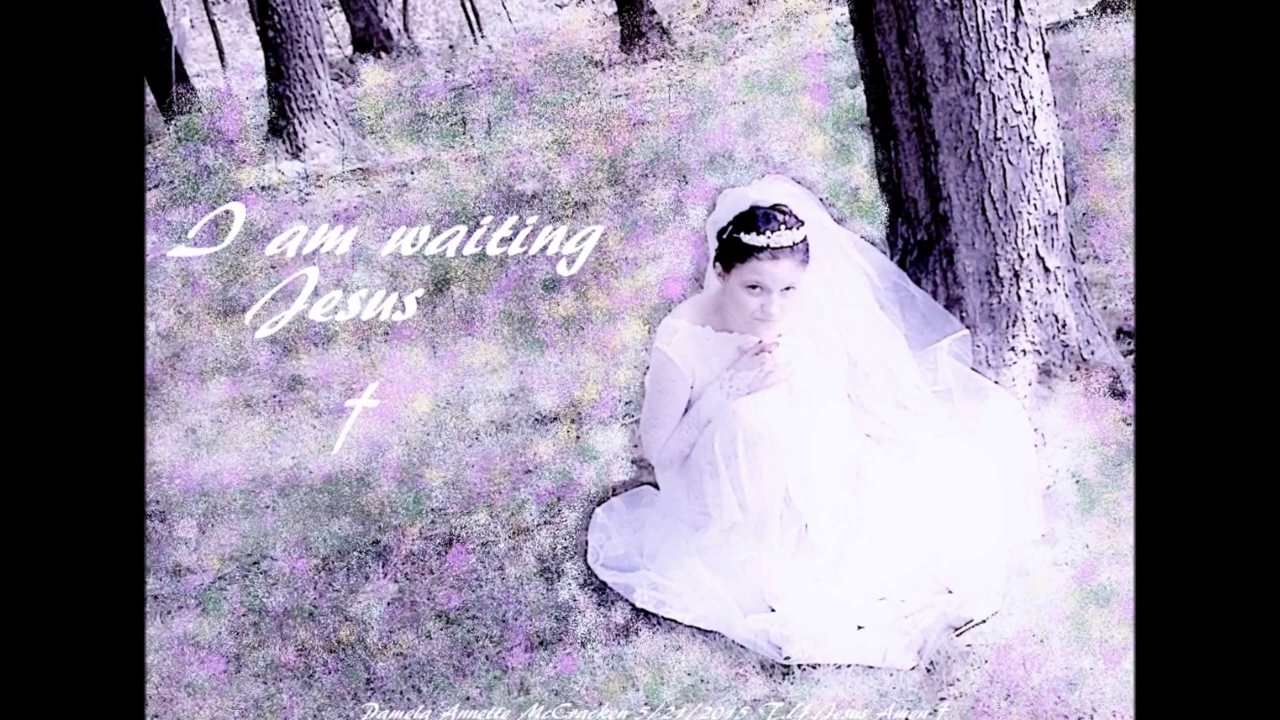 I am waiting
Jesus
Pamela Annette McCracken 5/21/2015 T.Y.Jesus Amen †